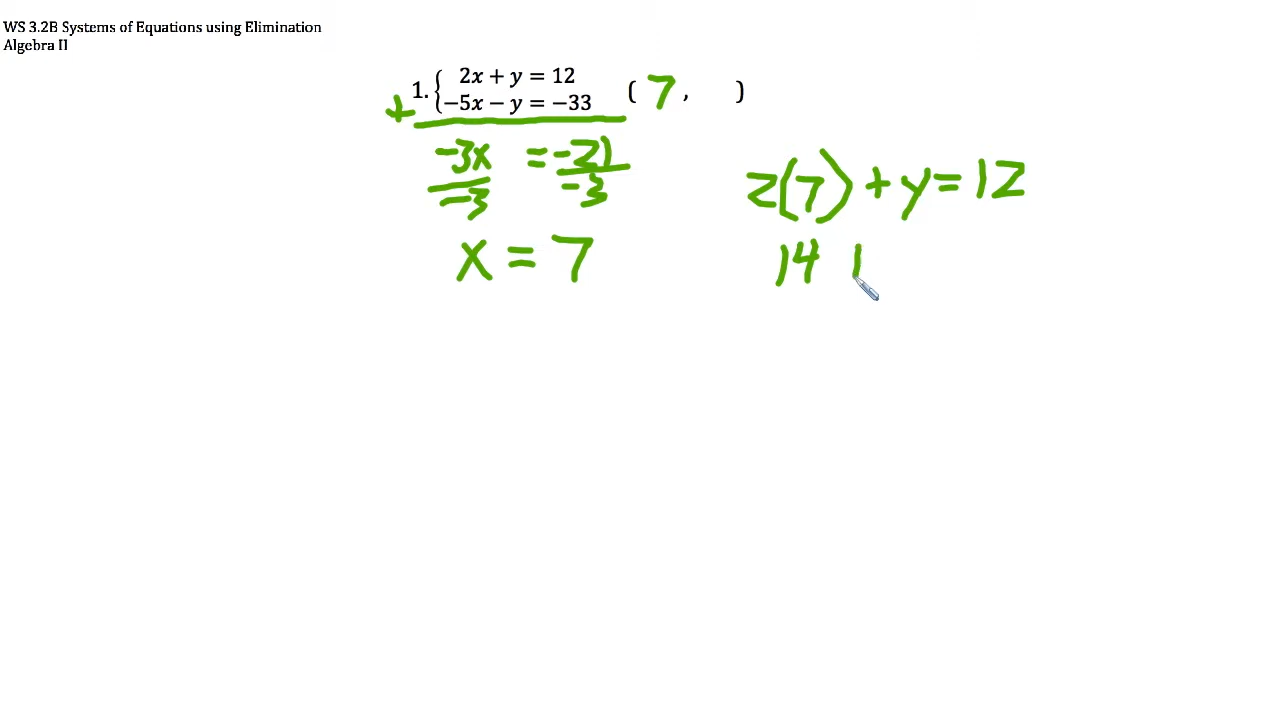 WS 3.2B Systems of Equations using Elimination
Algebra II
1. { 2x + y = 12
−5x − y = −33
( 7 , )
+
-3x = -21
-3 -3
x = 7
2(7) + y = 12
14 |